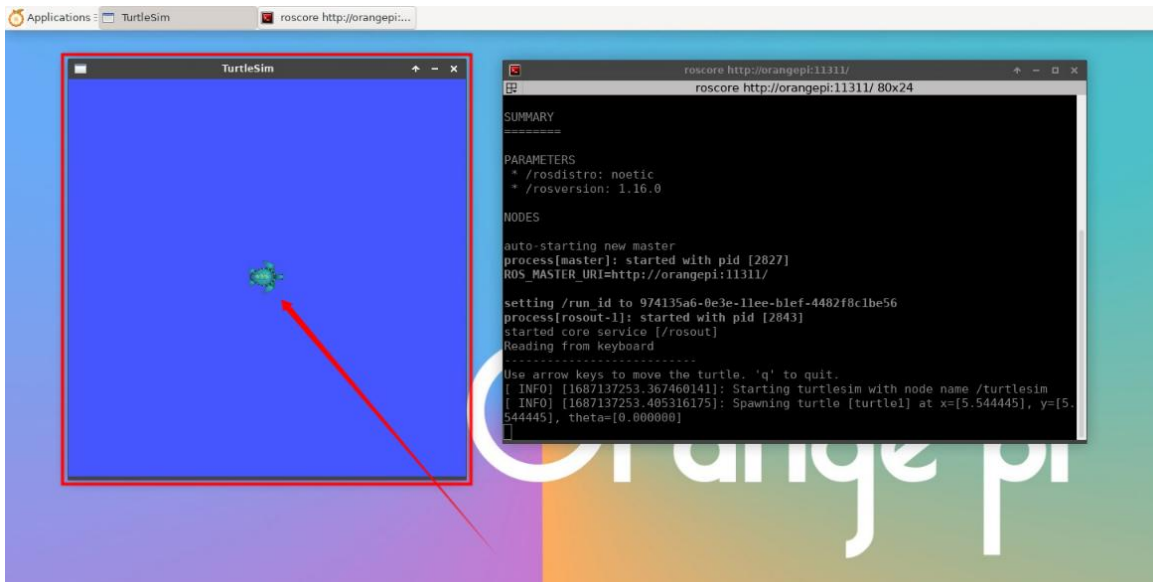 Applications
TurtleSim
roscore http://orangepi:...
TurtleSim
roscore http://orangepi:11311/
roscore http://orangepi:11311/ 80x24
SUMMARY
========
PARAMETERS
* /rosdistro: noetic
* /rosversion: 1.16.0
NODES
auto-starting new master
process[master]: started with pid [2827]
ROS_MASTER_URI=http://orangepi:11311/
setting /run_id to 974135a6-0e3e-11ee-b1ef-4482f8c1be56
process[rosout-1]: started with pid [2843]
started core service [/rosout]
Reading from keyboard
---------------------------
Use arrow keys to move the turtle. 'q' to quit.
[ INFO] [1687137253.367460141]: Starting turtlesim with node name /turtlesim
[ INFO] [1687137253.405316175]: Spawning turtle [turtle1] at x=[5.544445], y=[5.
544445], theta=[0.000000]
Orange pi